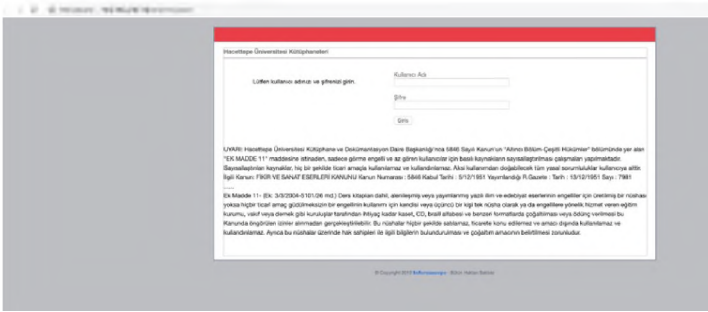 Hacettepe Üniversitesi Kütüphaneleri
Kullanıcı Adı
Lütfen kullanıcı adınızı ve şifrenizi girin.
Şifre
Giriş
UYARI: Hacettepe Üniversitesi Kütüphane ve Dokümantasyon Daire Başkanlığı'nca 5846 Sayılı Kanun'un "Altıncı Bölüm-Çeşitli Hükümler" bölümünde yer alan
"EK MADDE 11" maddesine istinaden, sadece görme engelli ve az gören kullanıcılar için basılı kaynakların sayısallaştırılması çalışmaları yapılmaktadır.
Sayısallaştırılan kaynaklar, hiç bir şekilde ticari amaçla kullanılamaz ve kullandırılamaz. Aksi kullanımdan doğabilecek tüm yasal sorumluluklar kullanıcıya aittir.
İlgili Kanun: FİKİR VE SANAT ESERLERİ KANUNU Kanun Numarası : 5846 Kabul Tarihi : 5/12/1951 Yayımlandığı R.Gazete : Tarih : 13/12/1951 Sayı : 7981
......
Ek Madde 11- (Ek: 3/3/2004-5101/26 md.) Ders kitapları dahil, alenileşmiş veya yayımlanmış yazılı ilim ve edebiyat eserlerinin engelliler için üretilmiş bir nüshası
yoksa hiçbir ticarî amaç güdülmeksizin bir engellinin kullanımı için kendisi veya üçüncü bir kişi tek nüsha olarak ya da engellilere yönelik hizmet veren eğitim
kurumu, vakıf veya dernek gibi kuruluşlar tarafından ihtiyaç kadar kaset, CD, braill alfabesi ve benzeri formatlarda çoğaltılması veya ödünç verilmesi bu
Kanunda öngörülen izinler alınmadan gerçekleştirilebilir. Bu nüshalar hiçbir şekilde satılamaz, ticarete konu edilemez ve amacı dışında kullanılamaz ve
kullandırılamaz. Ayrıca bu nüshalar üzerinde hak sahipleri ile ilgili bilgilerin bulundurulması ve çoğaltım amacının belirtilmesi zorunludur.
© Copyright